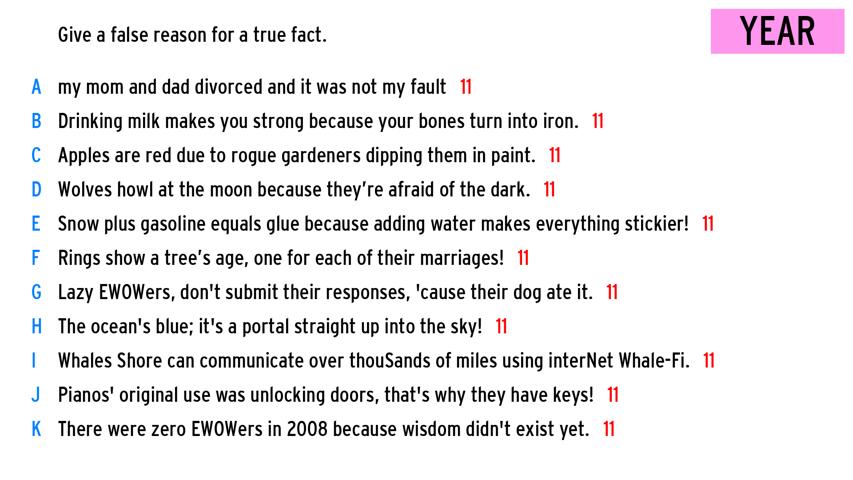 Give a false reason for a true fact.
YEAR
A my mom and dad divorced and it was not my fault 11
B Drinking milk makes you strong because your bones turn into iron. 11
C Apples are red due to rogue gardeners dipping them in paint. 11
D Wolves howl at the moon because they’re afraid of the dark. 11
E Snow plus gasoline equals glue because adding water makes everything stickier! 11
F Rings show a tree’s age, one for each of their marriages! 11
G Lazy EWOWers, don't submit their responses, 'cause their dog ate it. 11
H The ocean's blue; it's a portal straight up into the sky! 11
I Whales Shore can communicate over thouSands of miles using interNet Whale-Fi. 11
J Pianos' original use was unlocking doors, that's why they have keys! 11
K There were zero EWOWers in 2008 because wisdom didn't exist yet. 11